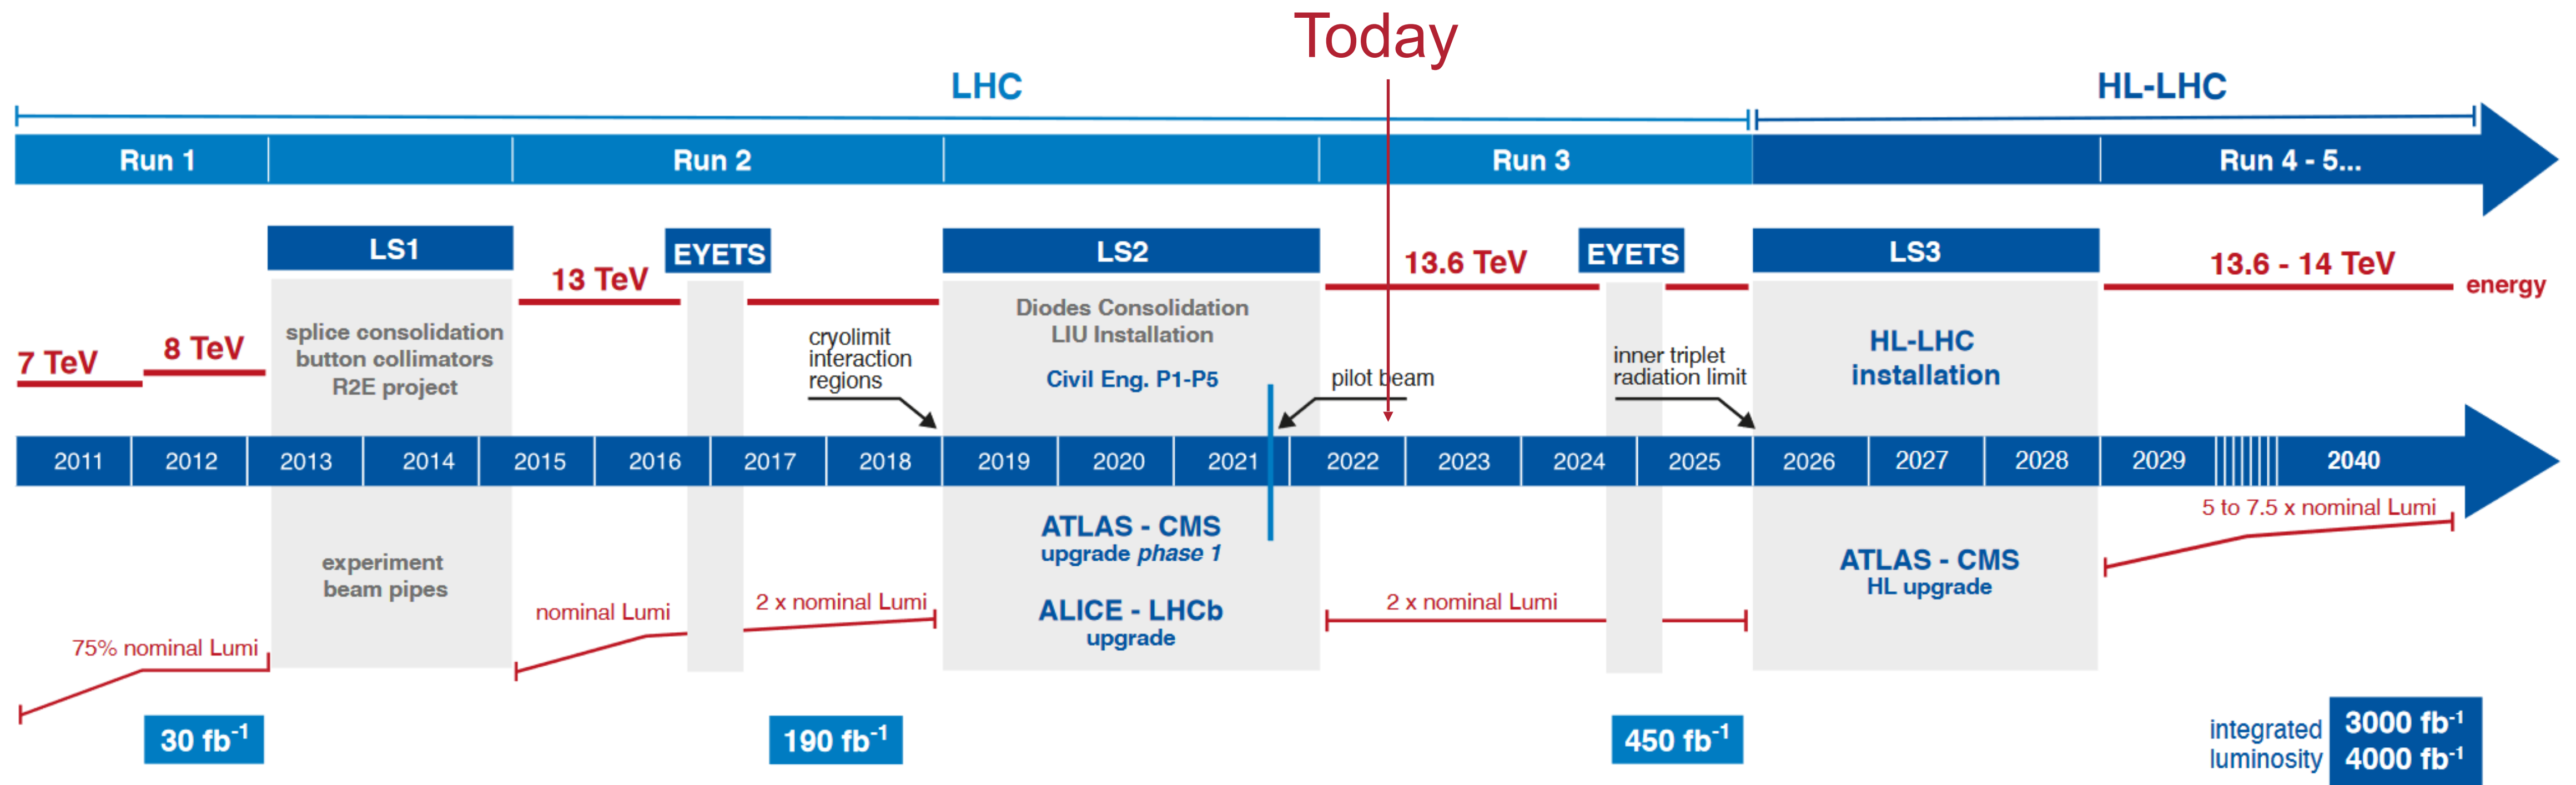 Today
LHC
HL-LHC
Run 1
Run 2
Run 3
Run 4 - 5...
LS1
EYETS
LS2
EYETS
LS3
7 TeV
8 TeV
13 TeV
13.6 TeV
13.6 - 14 TeV
energy
splice consolidation
button collimators
R2E project
cryolimit
interaction
regions
Diodes Consolidation
LIU Installation
Civil Eng. P1-P5
pilot beam
inner triplet
radiation limit
HL-LHC
installation
2011 2012 2013 2014 2015 2016 2017 2018 2019 2020 2021 2022 2023 2024 2025 2026 2027 2028 2029 2040
experiment
beam pipes
ATLAS - CMS
upgrade phase 1
ALICE - LHCb
upgrade
ATLAS - CMS
HL upgrade
75% nominal Lumi
nominal Lumi
2 x nominal Lumi
2 x nominal Lumi
5 to 7.5 x nominal Lumi
30 fb⁻¹
190 fb⁻¹
450 fb⁻¹
integrated
luminosity
3000 fb⁻¹
4000 fb⁻¹